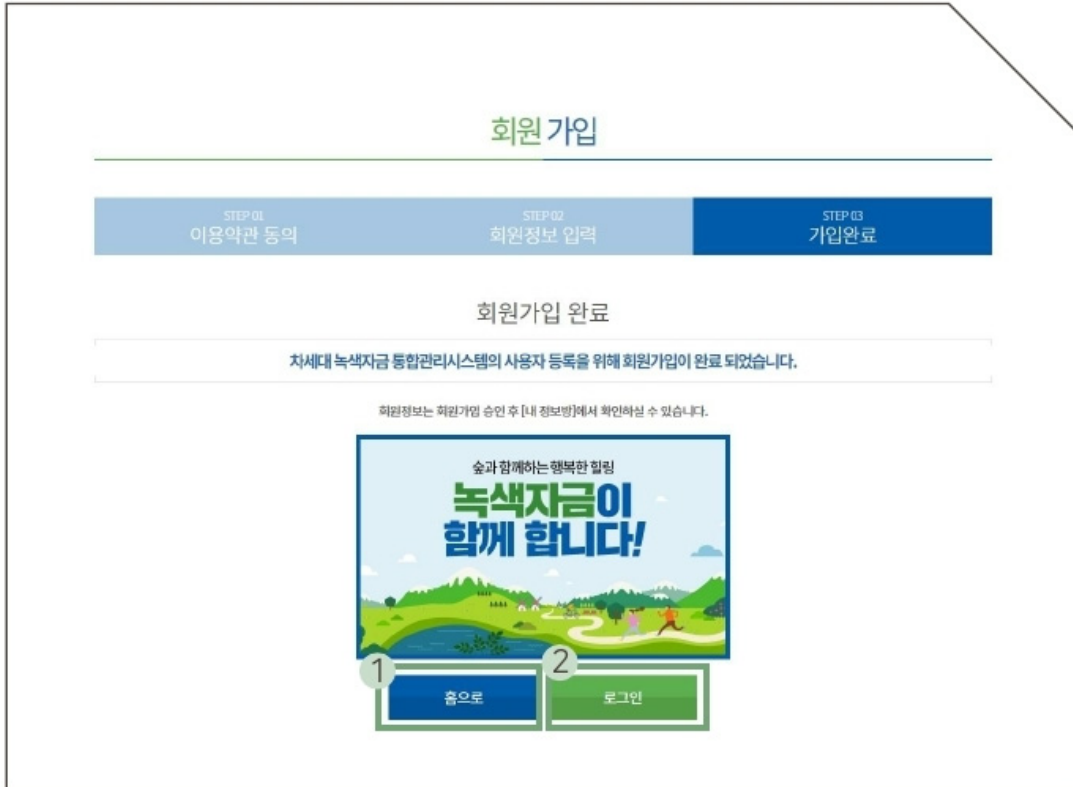 회원 가입
STEP 01
이용약관 동의
STEP 02
회원정보 입력
STEP 03
가입완료
회원가입 완료
차세대 녹색자금 통합관리시스템의 사용자 등록을 위해 회원가입이 완료 되었습니다.
회원정보는 회원가입 승인 후 [내 정보방]에서 확인하실 수 있습니다.
숲과 함께하는 행복한 힐링
녹색자금이
함께 합니다!
1
홈으로
2
로그인